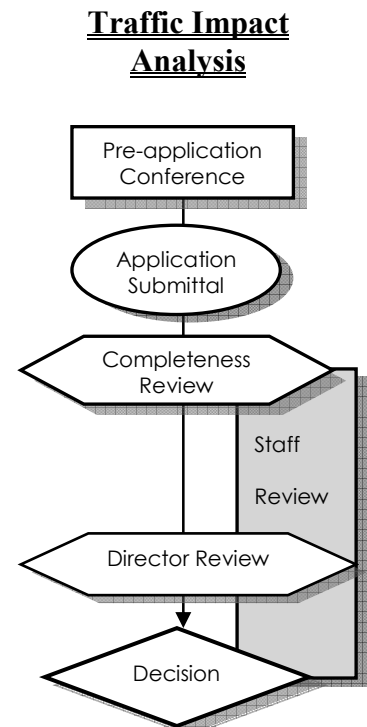 Traffic Impact
Analysis
Pre-application
Conference
Application
Submittal
Completeness
Review
Staff
Review
Director Review
Decision